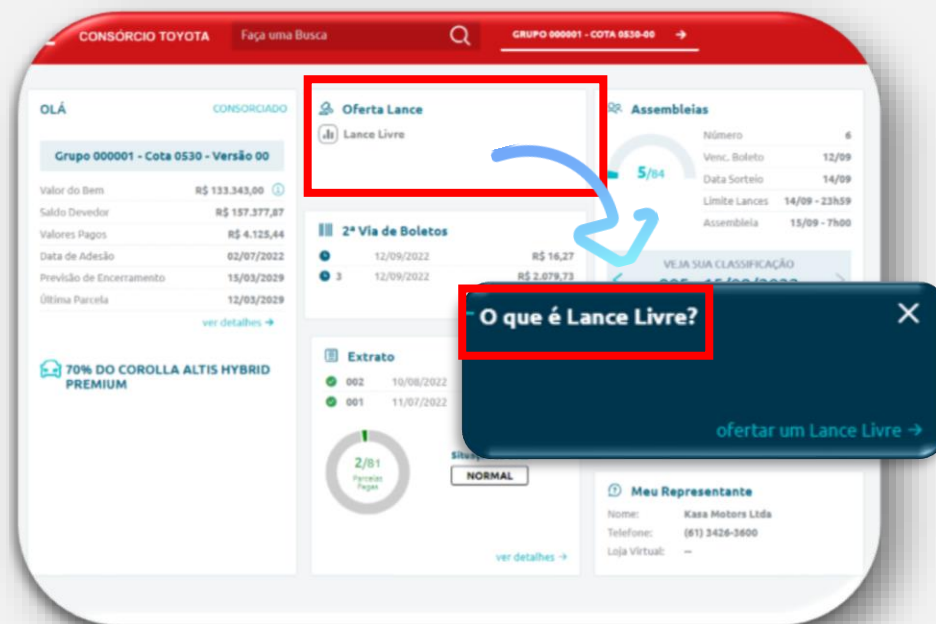 CONSÓRCIO TOYOTA
Faça uma Busca
GRUPO 000001 - COTA 0530-00 →
OLÁ
CONSORCIADO
Grupo 000001 - Cota 0530 - Versão 00
Valor do Bem R$ 133.343,00
Saldo Devedor R$ 157.377,87
Valores Pagos R$ 4.125,44
Data de Adesão 02/07/2022
Previsão de Encerramento 15/03/2029
Última Parcela 12/03/2029
ver detalhes →
70% DO COROLLA ALTIS HYBRID
PREMIUM
Oferta Lance
Lance Livre
2ª Via de Boletos
12/09/2022 R$ 16,27
3 12/09/2022 R$ 2.079,73
Extrato
002 10/08/2022
001 11/07/2022
2/81
Parcelas
Pagas
NORMAL
ver detalhes →
Assembleias
5/84
Número 6
Venc. Boleto 12/09
Data Sorteio 14/09
Limite Lances 14/09 - 23h59
Assembleia 15/09 - 7h00
VEJA SUA CLASSIFICAÇÃO
O que é Lance Livre?
ofertar um Lance Livre →
Meu Representante
Nome: Kasa Motors Ltda
Telefone: (61) 3426-3600
Loja Virtual: —